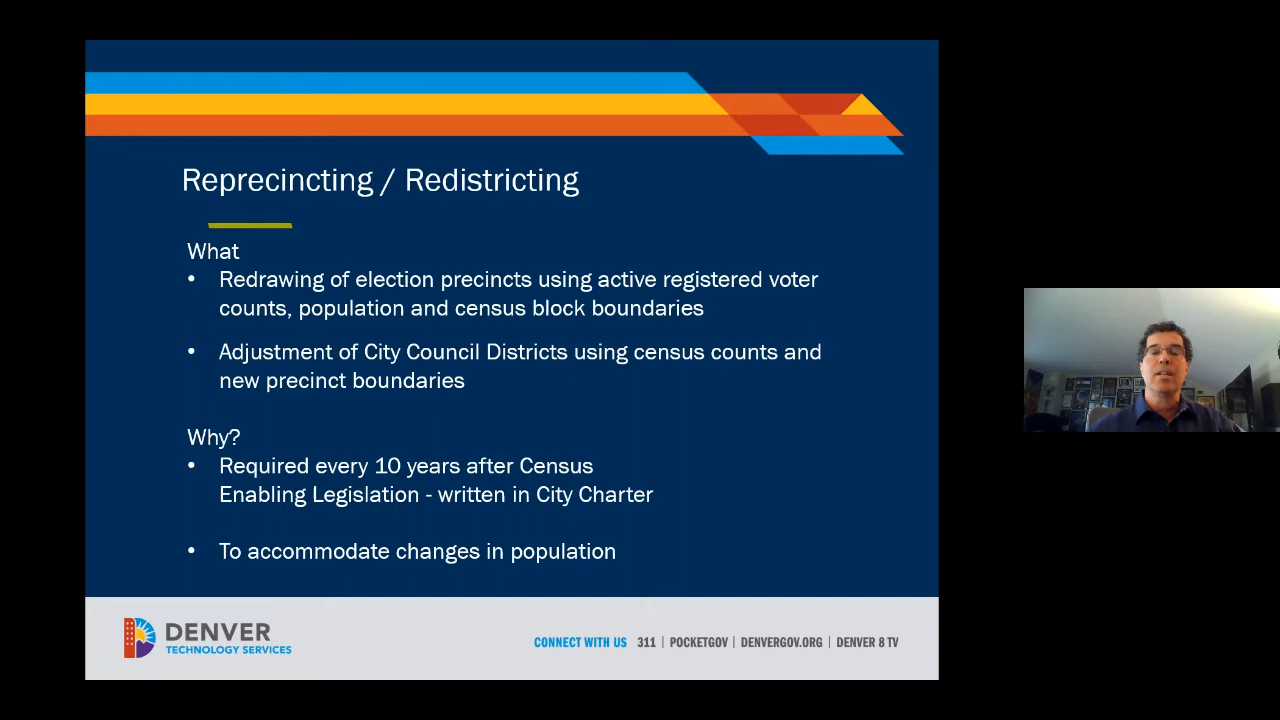 Reprecincting / Redistricting
What
• Redrawing of election precincts using active registered voter
counts, population and census block boundaries
• Adjustment of City Council Districts using census counts and
new precinct boundaries
Why?
• Required every 10 years after Census
Enabling Legislation - written in City Charter
• To accommodate changes in population
DENVER
TECHNOLOGY SERVICES
CONNECT WITH US 311 | POCKETGOV | DENVERGOV.ORG | DENVER 8 TV